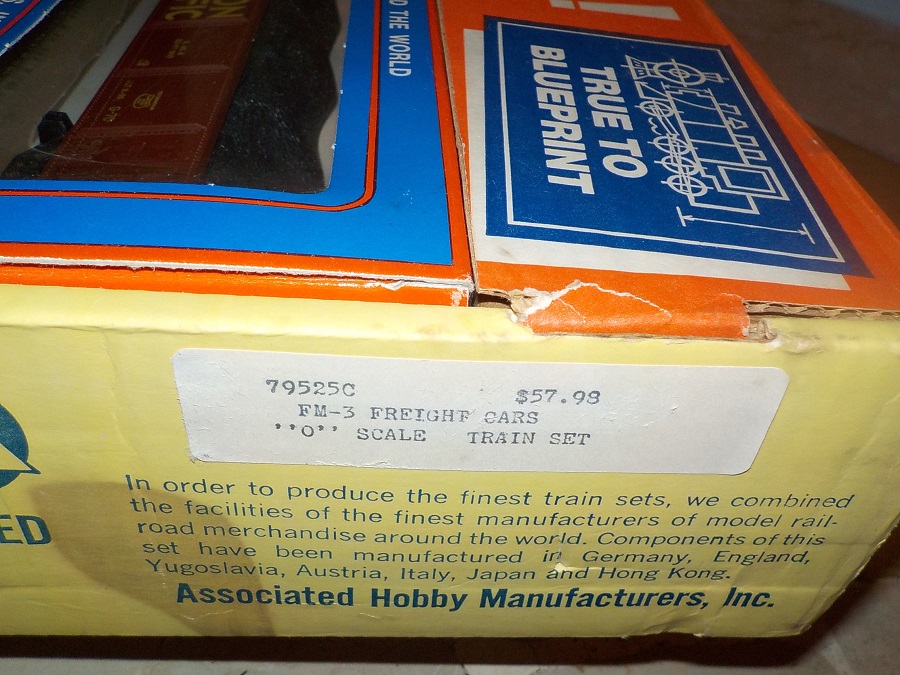 D THE WORLD
TRUE TO
BLUEPRINT
79525C $57.98
FM-3 FREIGHT CARS
''O'' SCALE TRAIN SET
In order to produce the finest train sets, we combined
the facilities of the finest manufacturers of model rail-
road merchandise around the world. Components of this
set have been manufactured in Germany, England,
Yugoslavia, Austria, Italy, Japan and Hong Kong.
Associated Hobby Manufacturers, Inc.
ED